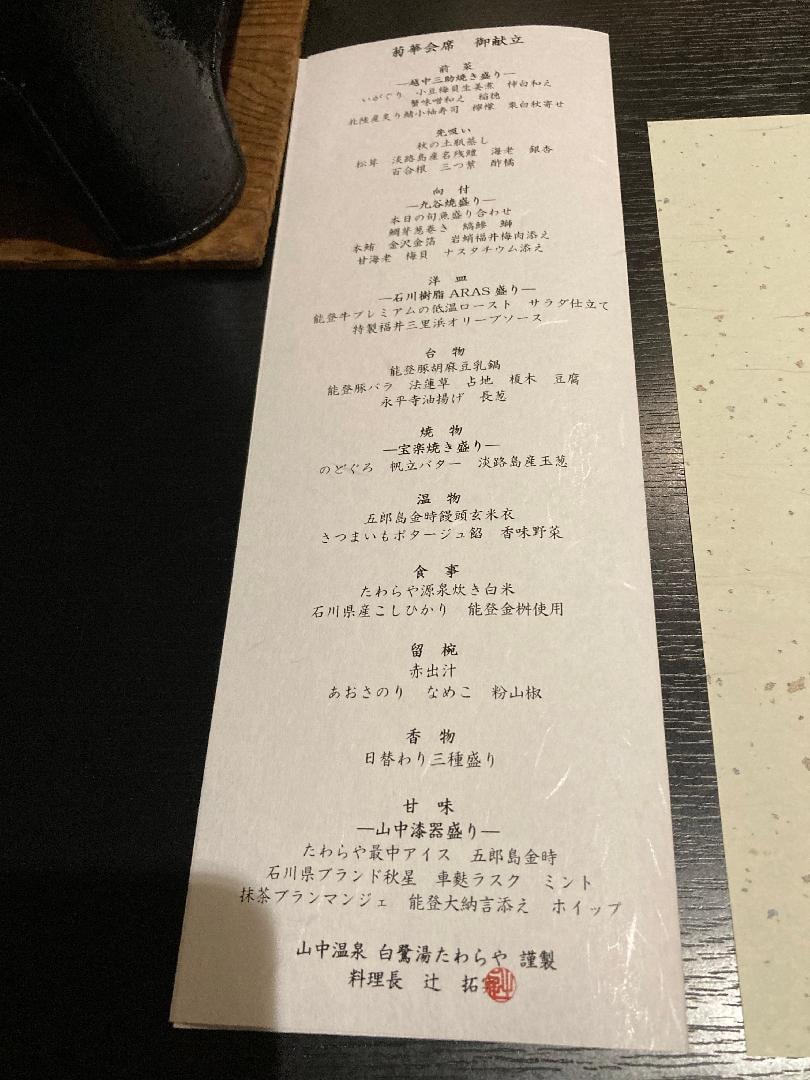 菊華会席 御献立
前 菜
―越中三助焼き盛り―
いがぐり 小豆梅貝生姜煮 柿白和え
蟹味噌和え 稲穂
北陸産炙り鯖小袖寿司 檸檬 栗白秋寄せ
先吸い
秋の土瓶蒸し
松茸 淡路島産名残鱧 海老 銀杏
百合根 三つ葉 酢橘
向 付
―九谷焼盛り―
本日の旬魚盛り合わせ
鯛芽葱巻き 縞鯵 鰤
本鮪 金沢金箔 岩蛸福井梅肉添え
甘海老 梅貝 ナスタチウム添え
洋 皿
―石川樹脂 ARAS 盛り―
能登牛プレミアムの低温ロースト サラダ仕立て
特製福井三里浜オリーブソース
台 物
能登豚胡麻豆乳鍋
能登豚バラ 法蓮草 占地 榎木 豆腐
永平寺油揚げ 長葱
焼 物
―宝楽焼き盛り―
のどぐろ 帆立バター 淡路島産玉葱
温 物
五郎島金時饅頭玄米衣
さつまいもポタージュ餡 香味野菜
食 事
たわらや源泉炊き白米
石川県産こしひかり 能登金桝使用
留 椀
赤出汁
あおさのり なめこ 粉山椒
香 物
日替わり三種盛り
甘 味
―山中漆器盛り―
たわらや最中アイス 五郎島金時
石川県ブランド秋星 車麩ラスク ミント
抹茶ブランマンジェ 能登大納言添え ホイップ
山中温泉 白鷺湯たわらや 謹製
料理長 辻 拓